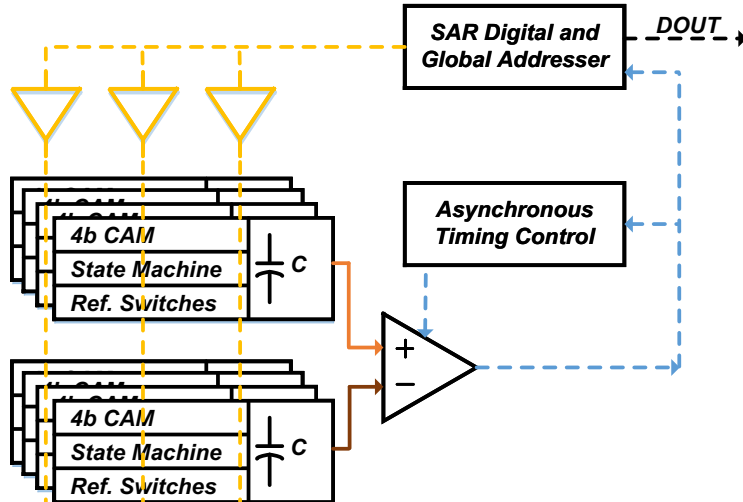 SAR Digital and
Global Addresser
DOUT
Asynchronous
Timing Control
4b CAM
State Machine
Ref. Switches
C
+
−
4b CAM
State Machine
Ref. Switches
C